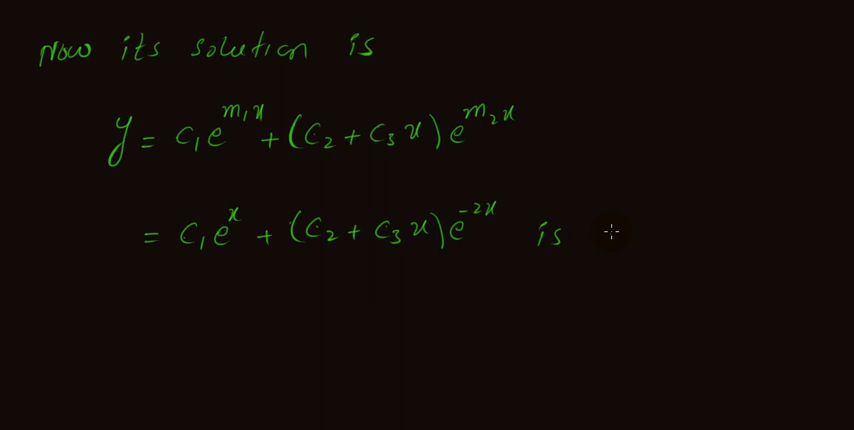 Now its solution is
y = c₁e^{m₁x} + (c₂ + c₃x)e^{m₂x}
= c₁e^{x} + (c₂ + c₃x)e^{-2x} is